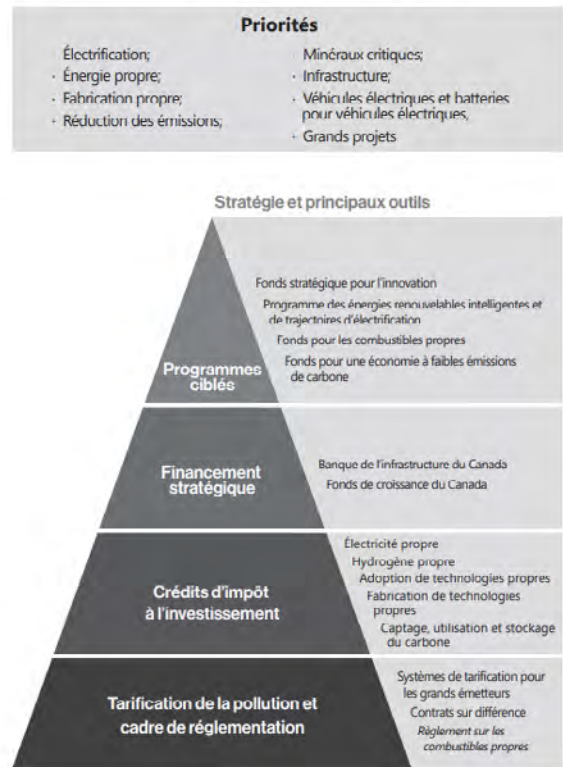 Priorités
Électrification;
· Énergie propre;
· Fabrication propre;
· Réduction des émissions;
Minéraux critiques;
· Infrastructure;
· Véhicules électriques et batteries
pour véhicules électriques,
· Grands projets
Stratégie et principaux outils
Programmes
ciblés
Fonds stratégique pour l'innovation
Programme des énergies renouvelables intelligentes et
de trajectoires d'électrification
Fonds pour les combustibles propres
Fonds pour une économie à faibles émissions
de carbone
Financement
stratégique
Banque de l'infrastructure du Canada
Fonds de croissance du Canada
Crédits d'impôt
à l'investissement
Électricité propre
Hydrogène propre
Adoption de technologies propres
Fabrication de technologies
propres
Captage, utilisation et stockage
du carbone
Tarification de la pollution et
cadre de réglementation
Systèmes de tarification pour
les grands émetteurs
Contrats sur différence
Règlement sur les
combustibles propres